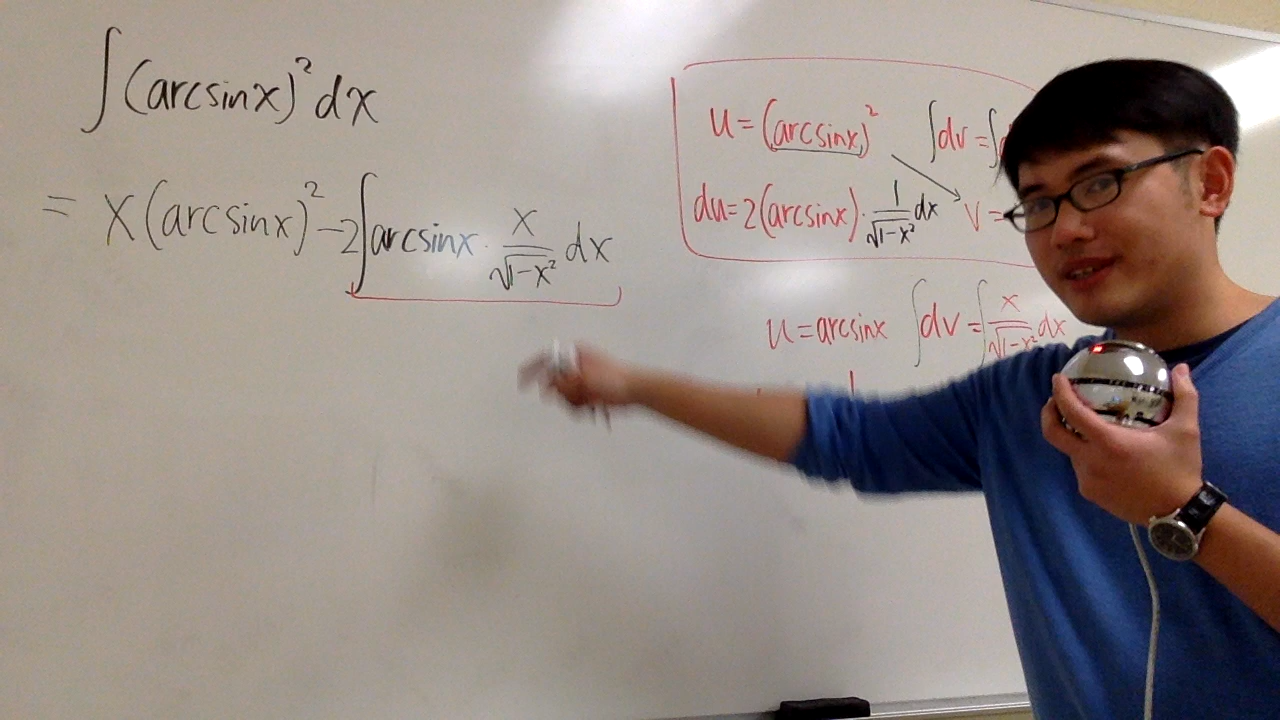 ∫(arcsinx)² dx
= x(arcsinx)² - 2∫arcsinx · x/√(1-x²) dx
u = (arcsinx)² ∫dv = ∫
du = 2(arcsinx) · 1/√(1-x²) dx v =
u = arcsinx ∫dv = ∫ x/√(1-x²) dx